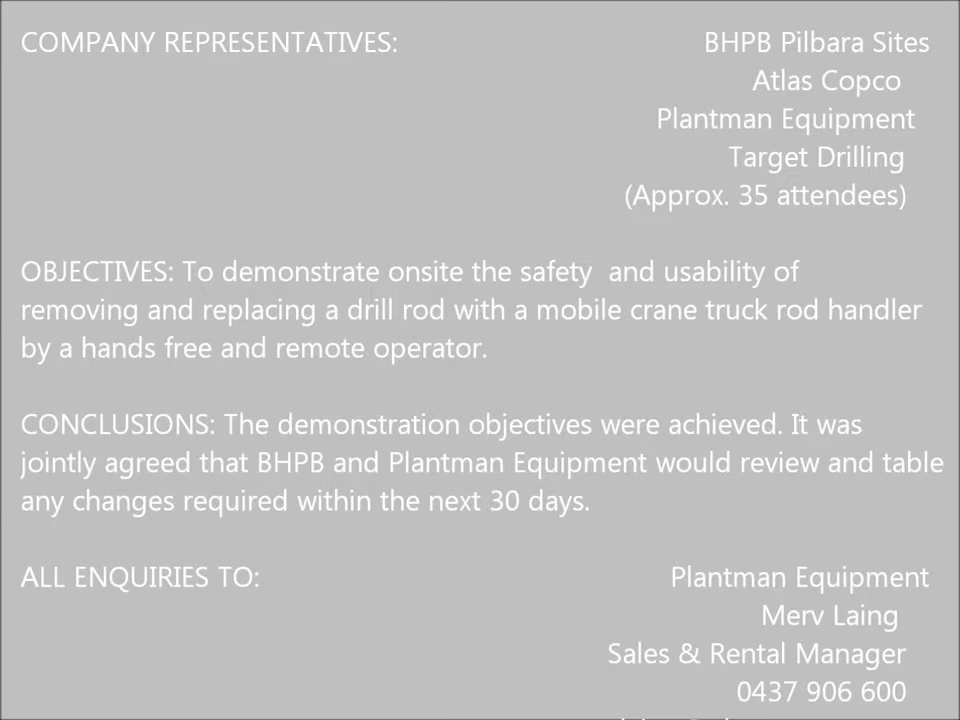 COMPANY REPRESENTATIVES: BHPB Pilbara Sites
Atlas Copco
Plantman Equipment
Target Drilling
(Approx. 35 attendees)
OBJECTIVES: To demonstrate onsite the safety  and usability of
removing and replacing a drill rod with a mobile crane truck rod handler
by a hands free and remote operator.
CONCLUSIONS: The demonstration objectives were achieved. It was
jointly agreed that BHPB and Plantman Equipment would review and table
any changes required within the next 30 days.
ALL ENQUIRIES TO: Plantman Equipment
Merv Laing
Sales & Rental Manager
0437 906 600